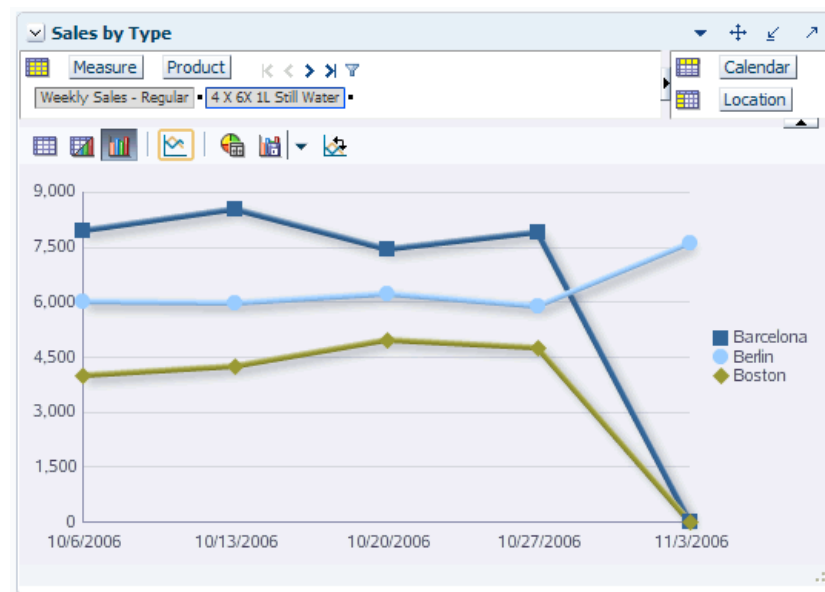 Sales by Type
Measure Product
Calendar
Weekly Sales - Regular 4 X 6X 1L Still Water
Location
9,000
7,500
6,000
4,500
3,000
1,500
0
10/6/2006 10/13/2006 10/20/2006 10/27/2006 11/3/2006
Barcelona
Berlin
Boston